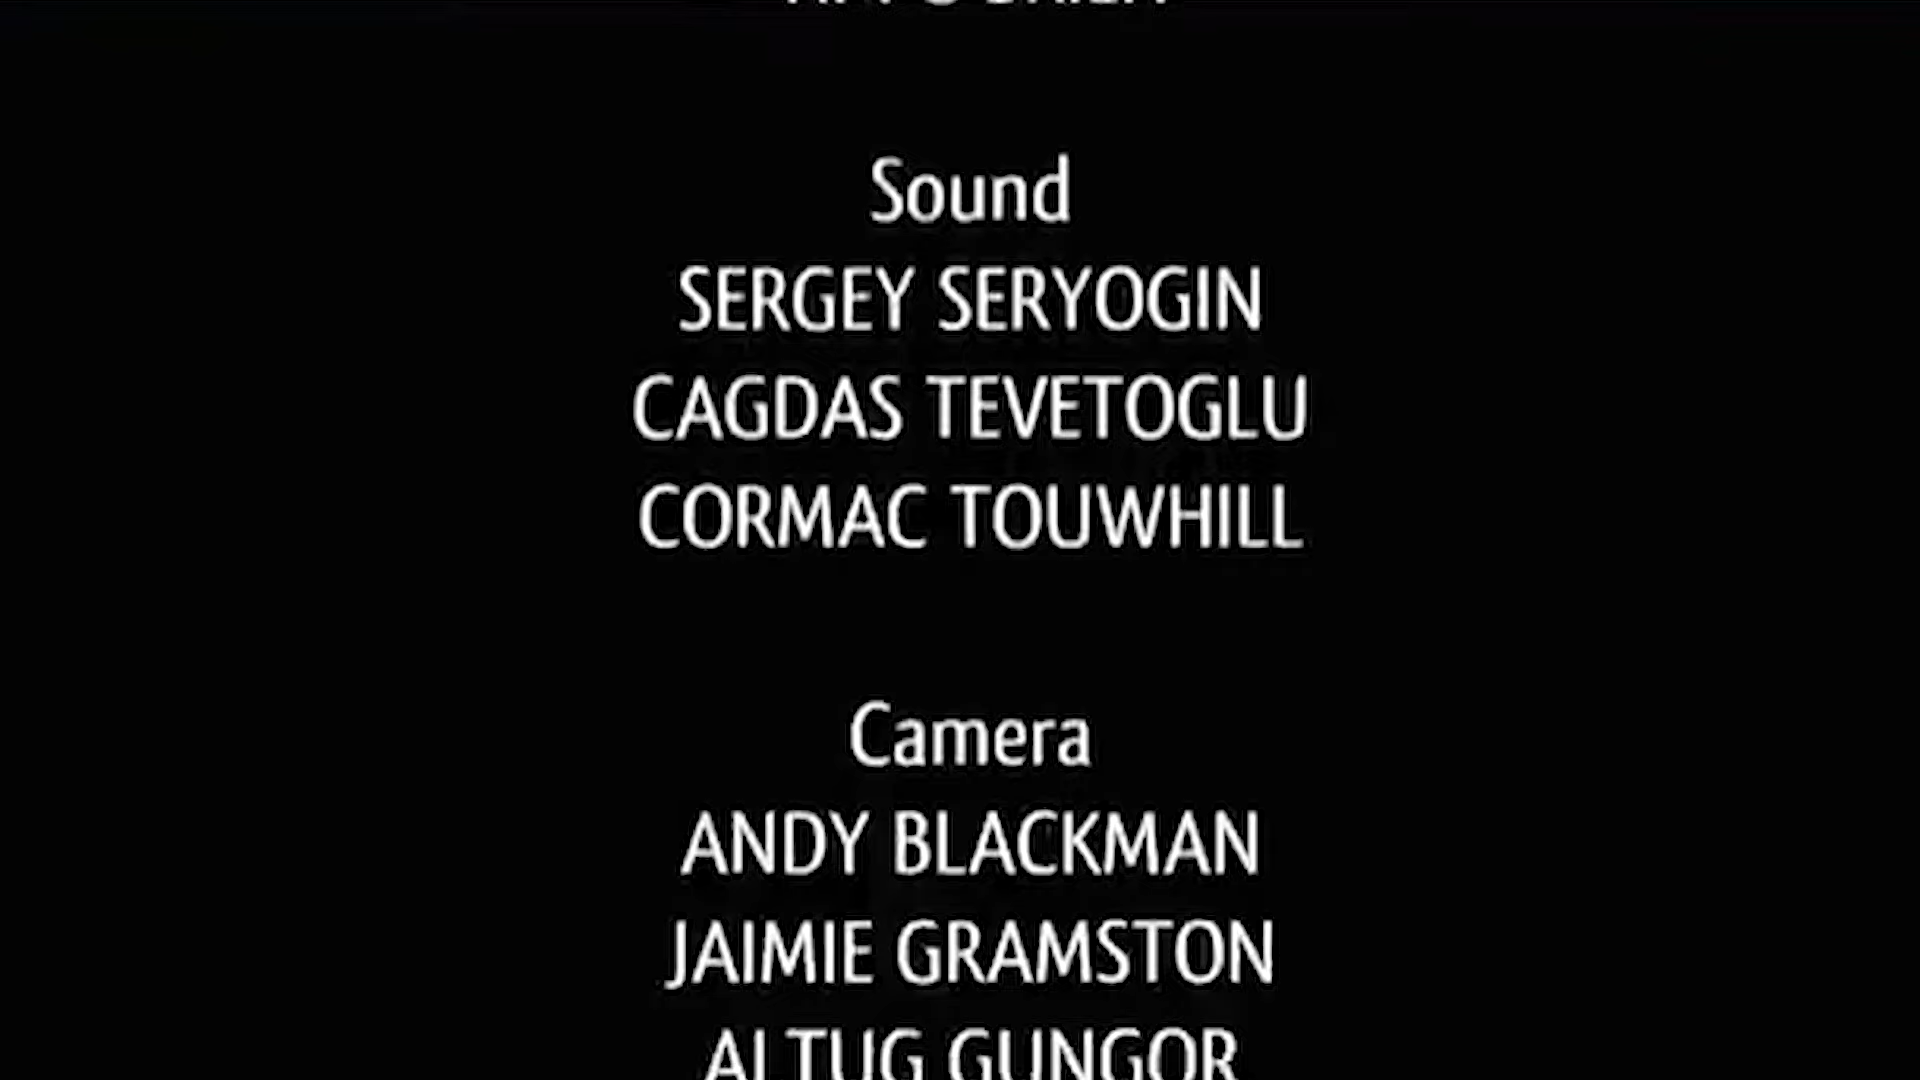 Sound
SERGEY SERYOGIN
CAGDAS TEVETOGLU
CORMAC TOUWHILL
Camera
ANDY BLACKMAN
JAIMIE GRAMSTON
ALTUG GUNGOR